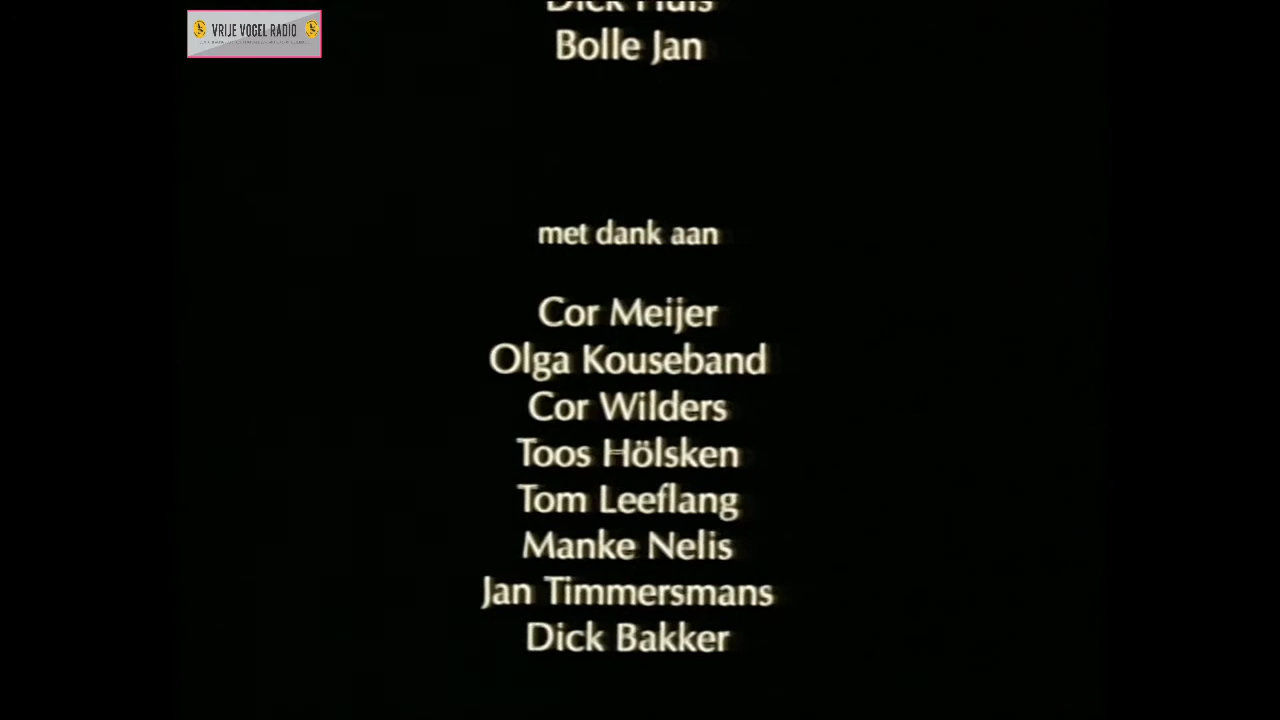 VRIJE VOGEL RADIO
Dick
Bolle Jan
met dank aan
Cor Meijer
Olga Kouseband
Cor Wilders
Toos Hölsken
Tom Leeflang
Manke Nelis
Jan Timmersmans
Dick Bakker